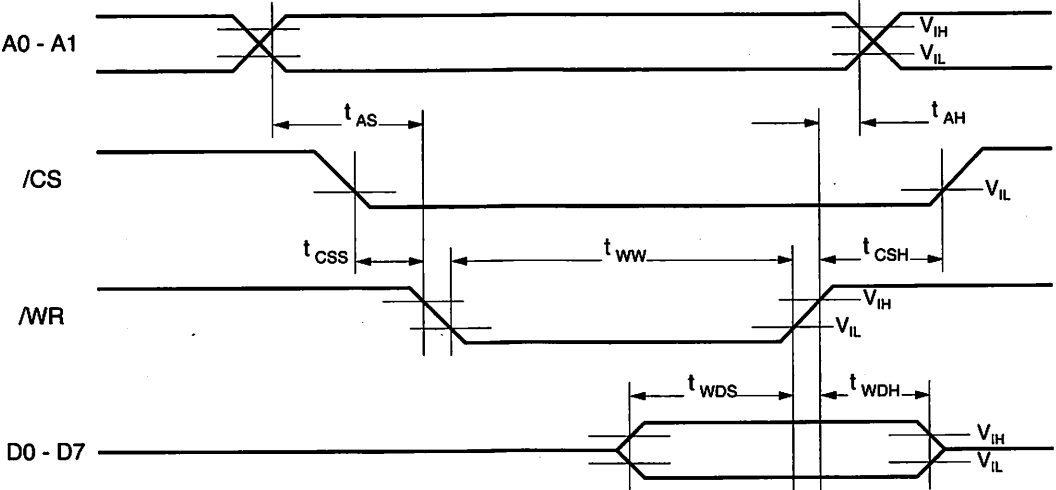 A0 - A1
V_IH
V_IL
t_AS
t_AH
/CS
V_IL
t_CSS
t_WW
t_CSH
/WR
V_IH
V_IL
t_WDS
t_WDH
D0 - D7
V_IH
V_IL